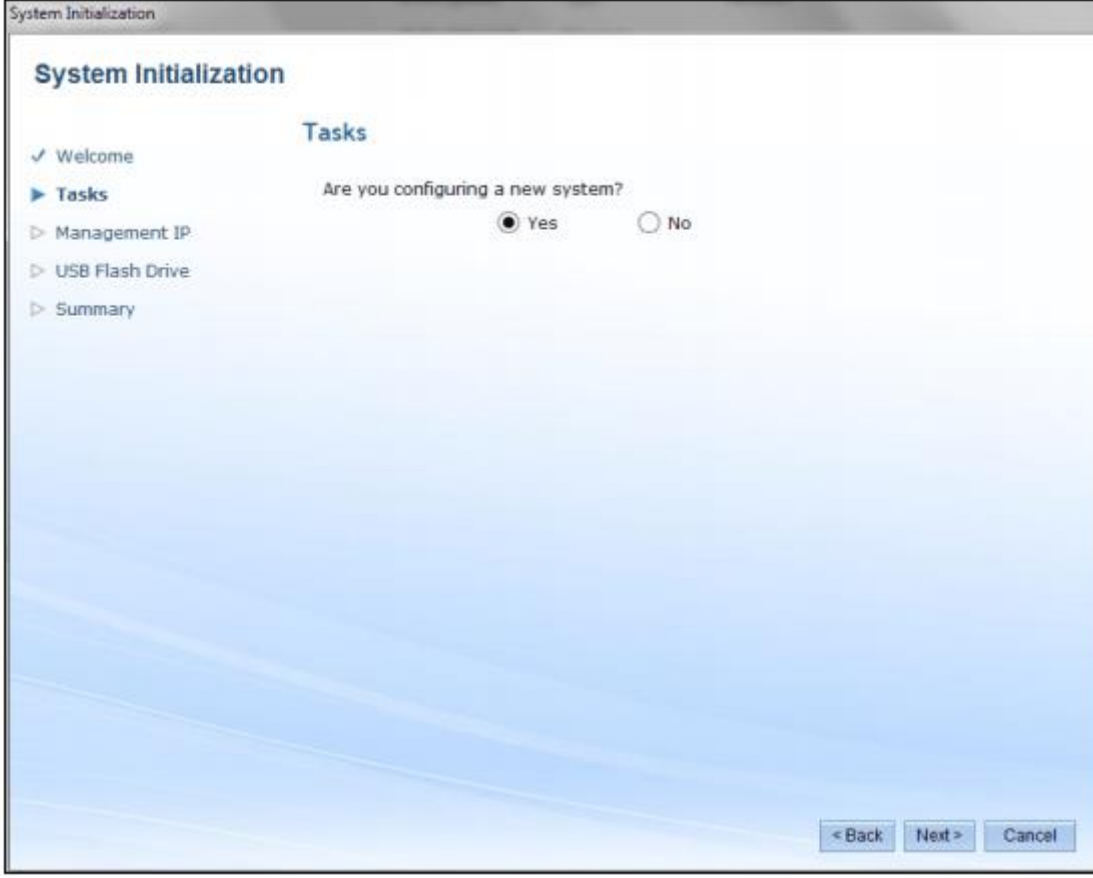 System Initialization
System Initialization
Tasks
Welcome
Tasks
Management IP
USB Flash Drive
Summary
Are you configuring a new system?
Yes No
< Back Next > Cancel